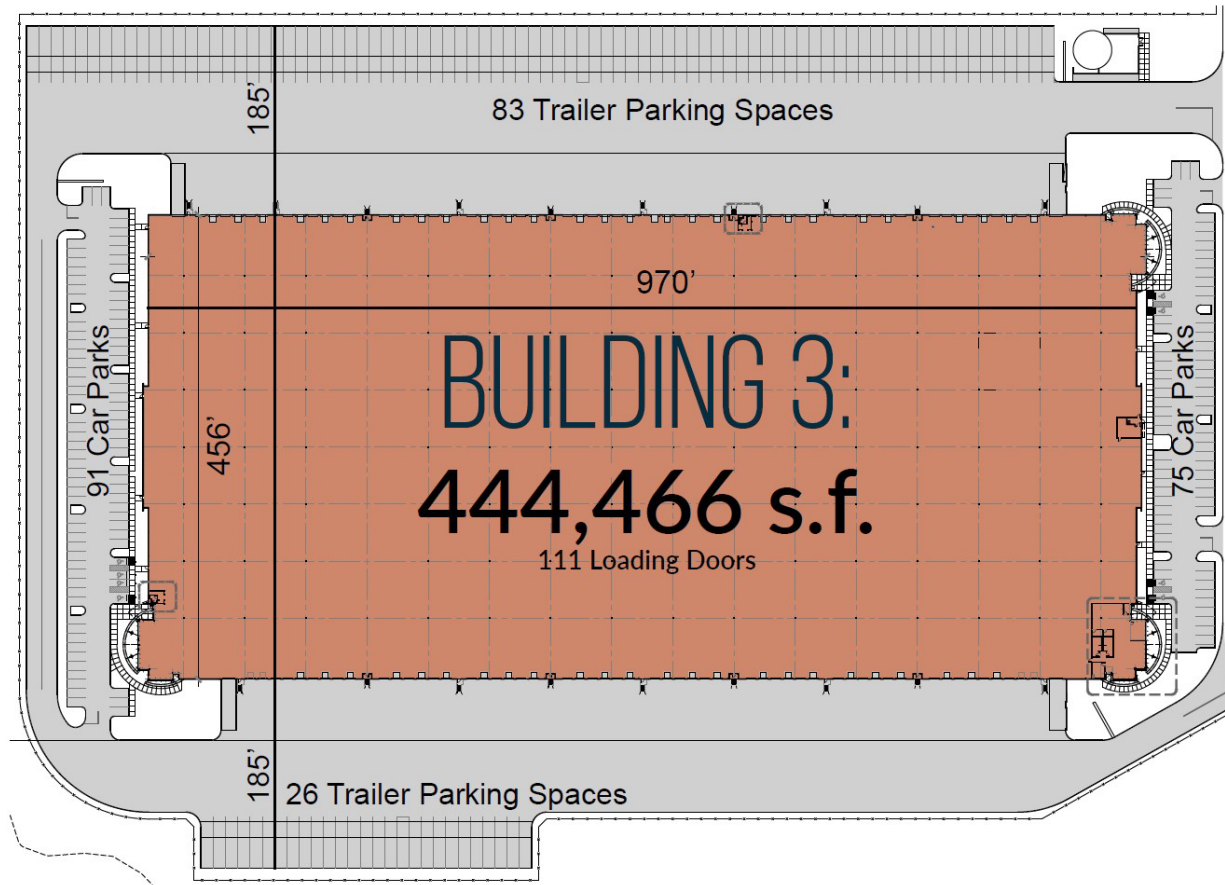 185’
83 Trailer Parking Spaces
970’
BUILDING 3:
91 Car Parks
75 Car Parks
456’
444,466 s.f.
111 Loading Doors
185’
26 Trailer Parking Spaces